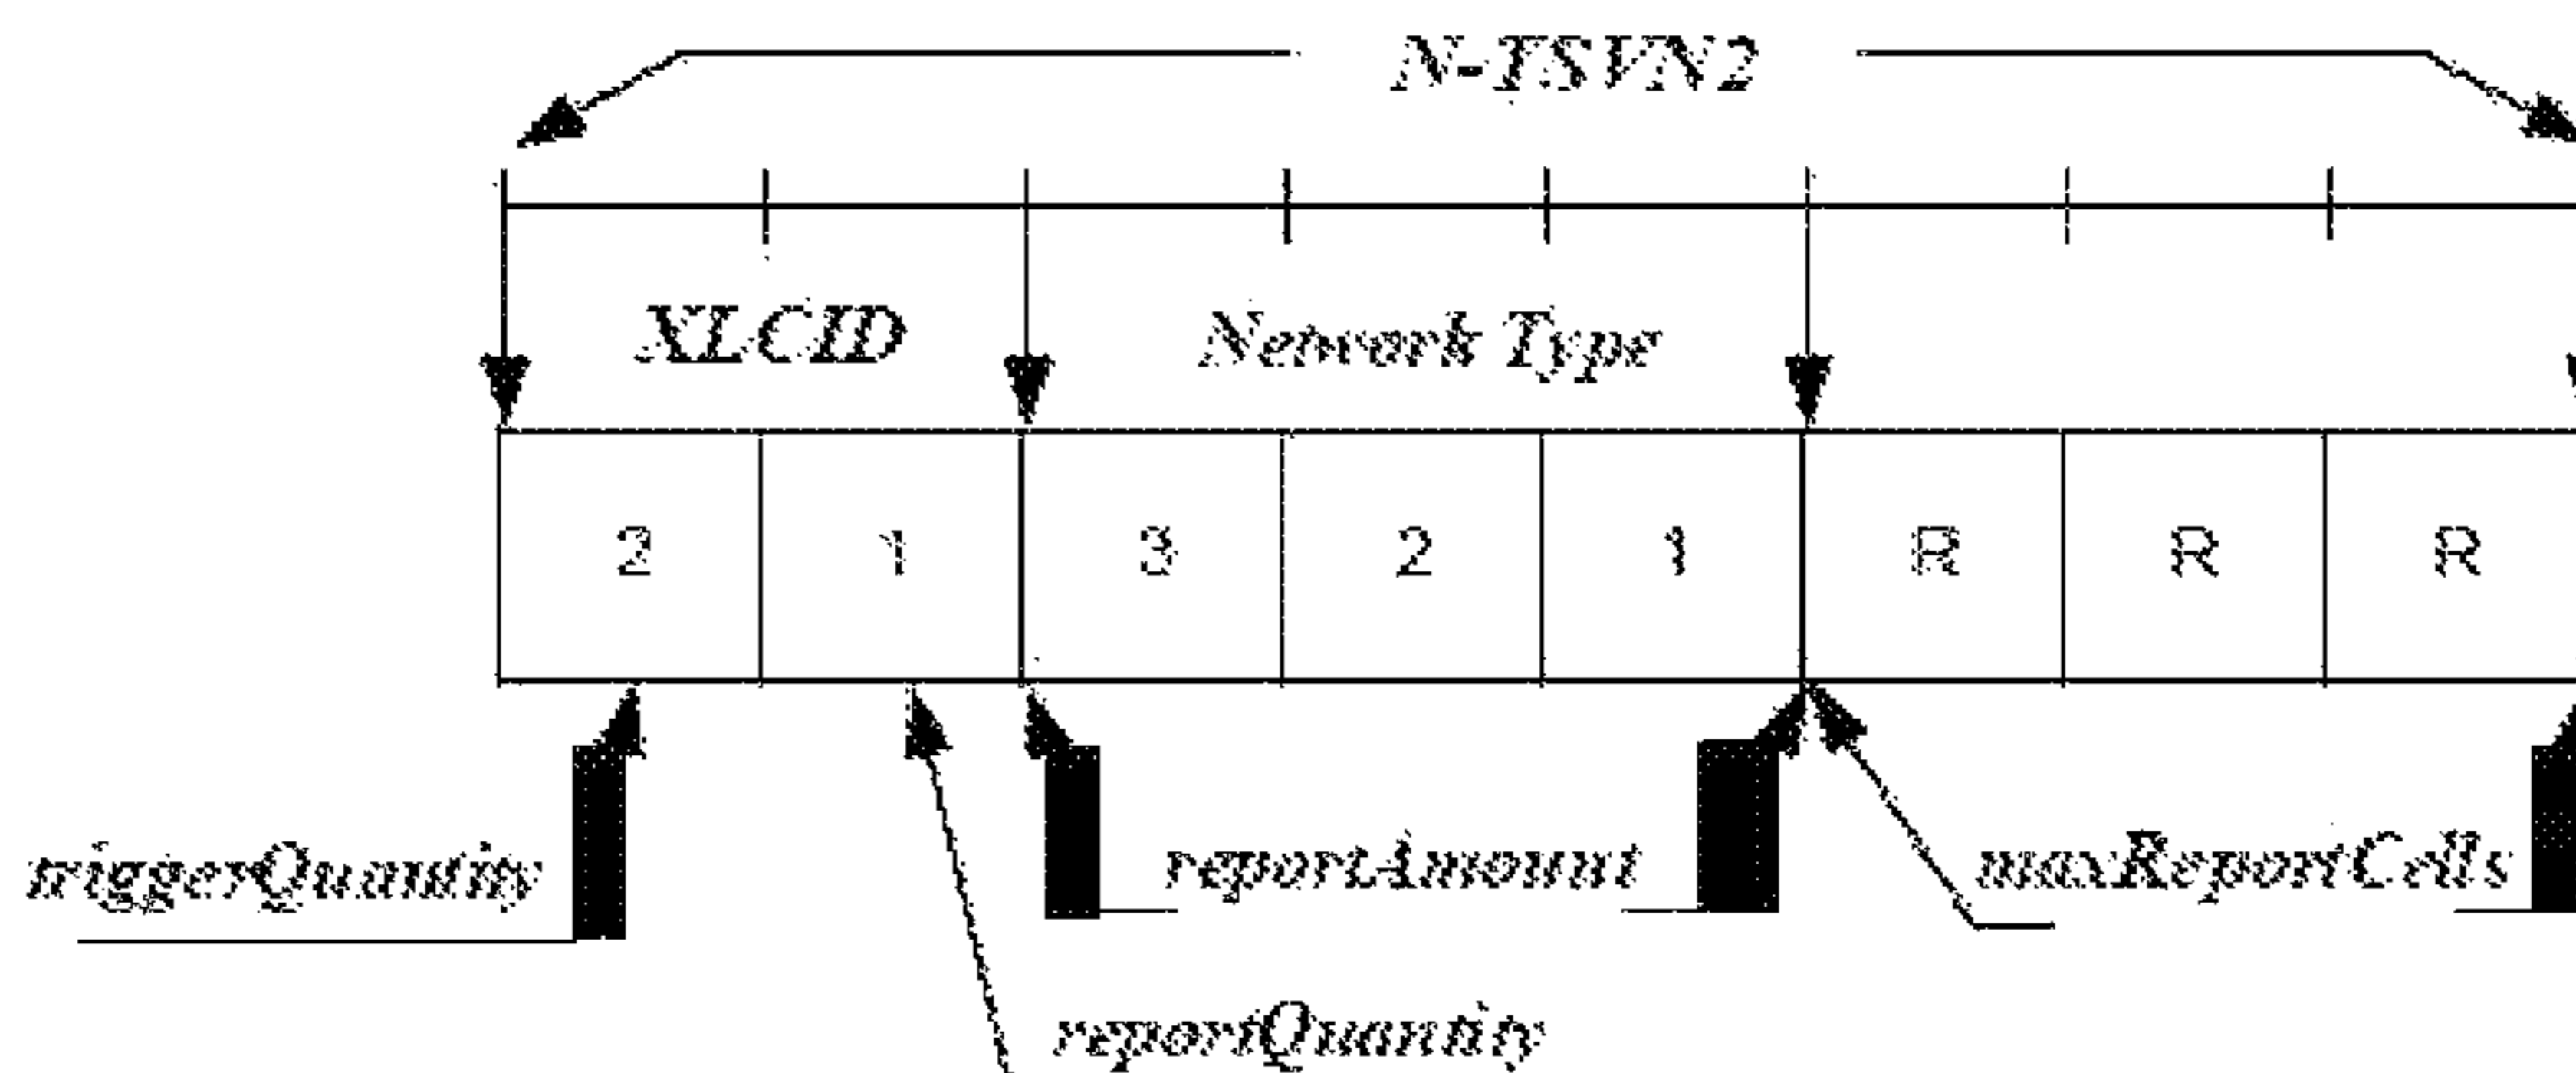 N-TSVN2
XLCID Network Type
2 1 3 2 1 R R R
triggerQuantity reportAmount maxReportCells
reportQuantity